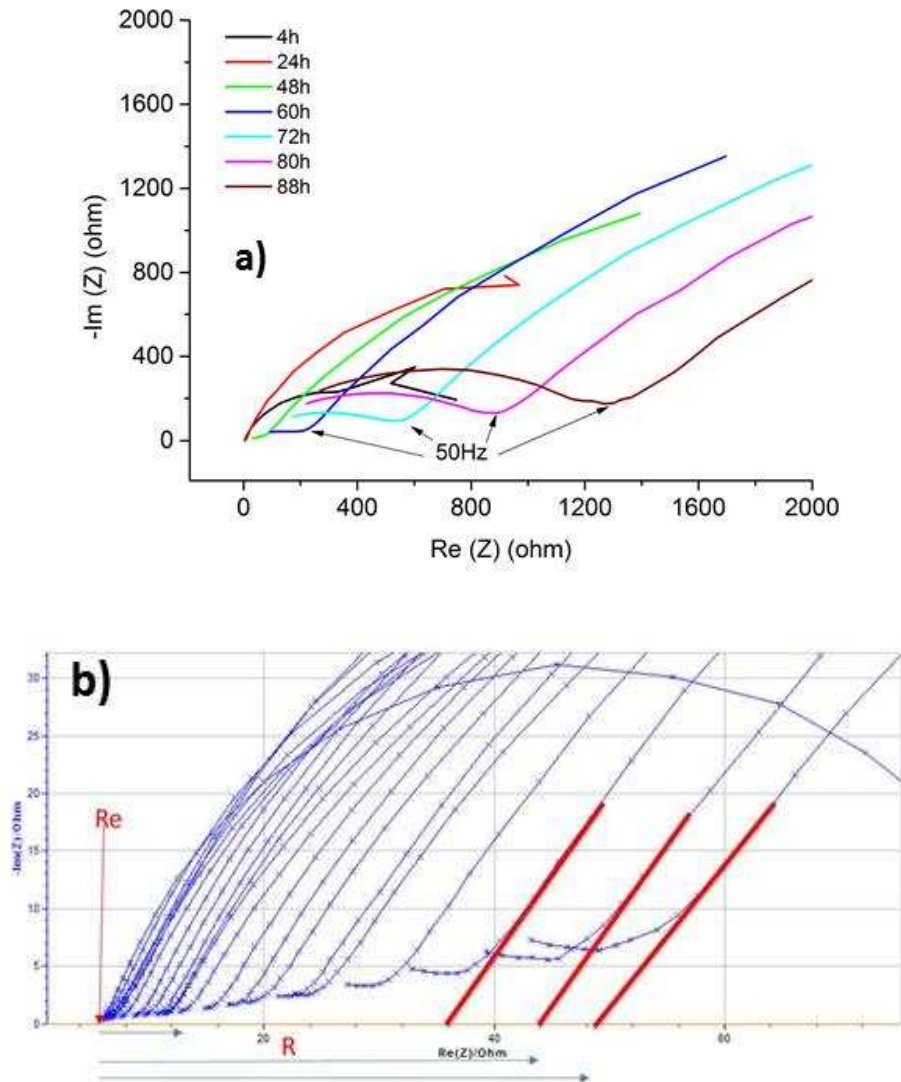 2000
1600
1200
800
400
0
-Im (Z) (ohm)
4h
24h
48h
60h
72h
80h
88h
a)
50Hz
0 400 800 1200 1600 2000
Re (Z) (ohm)
b)
30
25
20
15
10
5
0
-Im(Z)/Ohm
Re
R
20 40 60
Re(Z)/Ohm